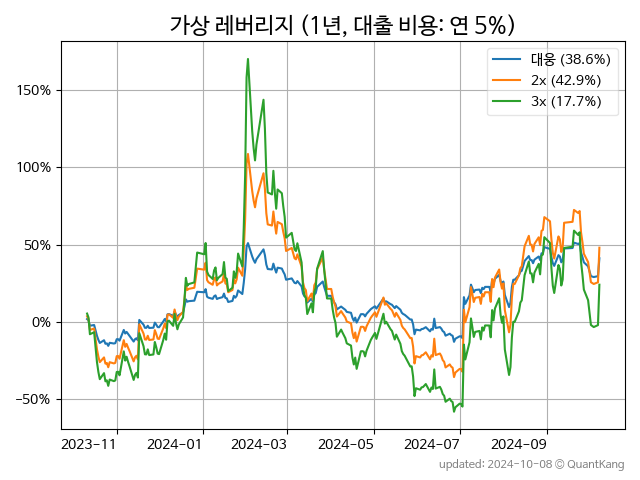 가상 레버리지 (1년, 대출 비용: 연 5%)
대웅 (38.6%)
2x (42.9%)
3x (17.7%)
150%
100%
50%
0%
−50%
2023-11 2024-01 2024-03 2024-05 2024-07 2024-09
updated: 2024-10-08 © QuantKang